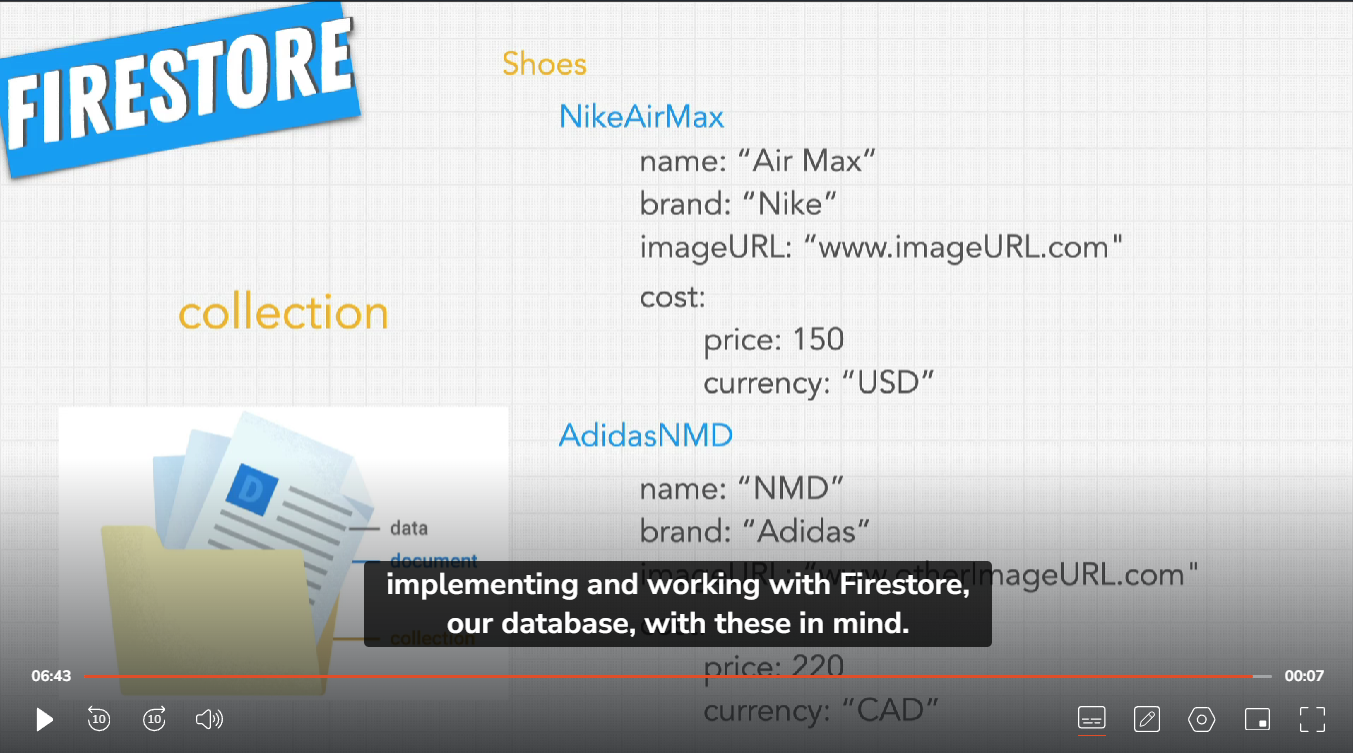 FIRESTORE
Shoes
NikeAirMax
name: “Air Max”
brand: “Nike”
imageURL: “www.imageURL.com"
cost:
price: 150
currency: “USD”
collection
AdidasNMD
name: “NMD”
brand: “Adidas”
imageURL: “www.otherImageURL.com"
price: 220
currency: “CAD”
D
data
document
collection
implementing and working with Firestore,
our database, with these in mind.
06:43
00:07
10
10